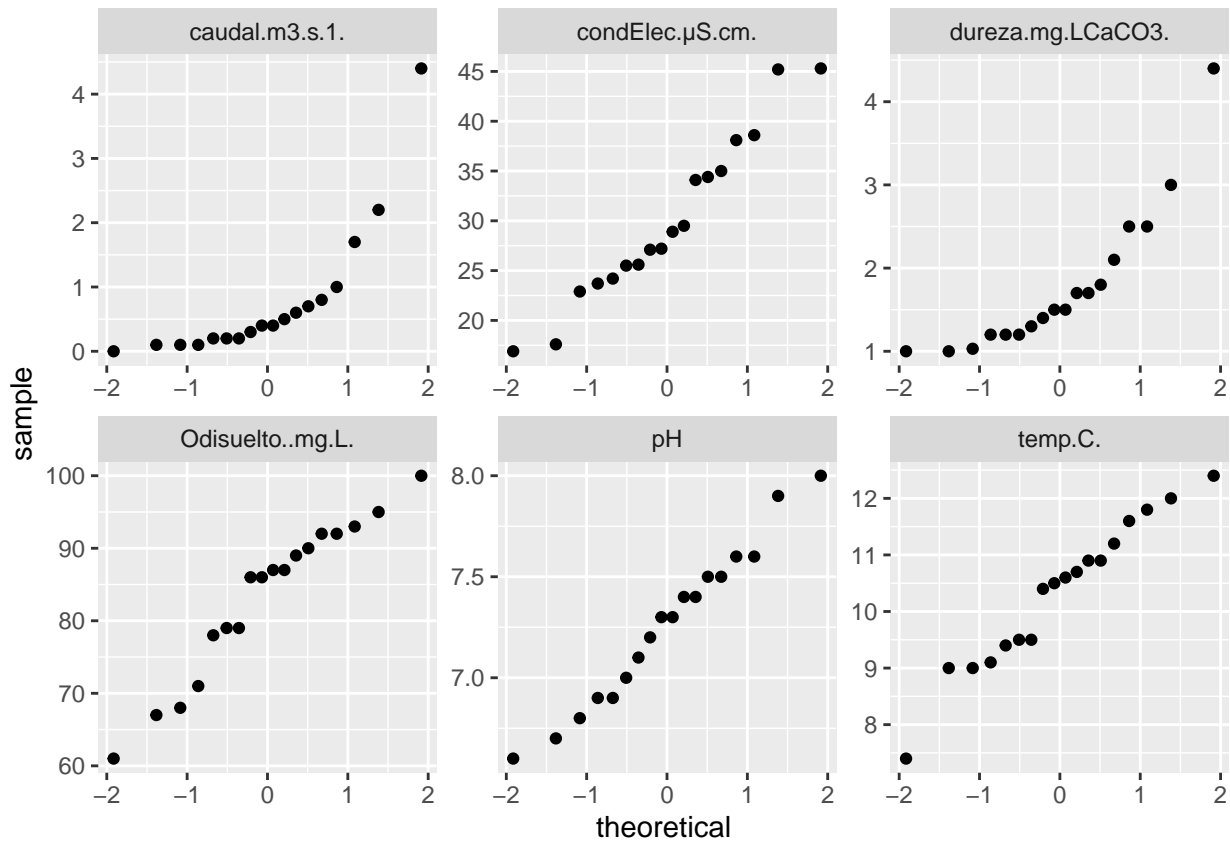 caudal.m3.s.1.
condElec.µS.cm.
dureza.mg.LCaCO3.
4
3
2
1
0
45
40
35
30
25
20
4
3
2
1
−2 −1 0 1 2
−2 −1 0 1 2
−2 −1 0 1 2
sample
Odisuelto..mg.L.
pH
temp.C.
100
90
80
70
60
8.0
7.5
7.0
12
11
10
9
8
−2 −1 0 1 2
−2 −1 0 1 2
−2 −1 0 1 2
theoretical